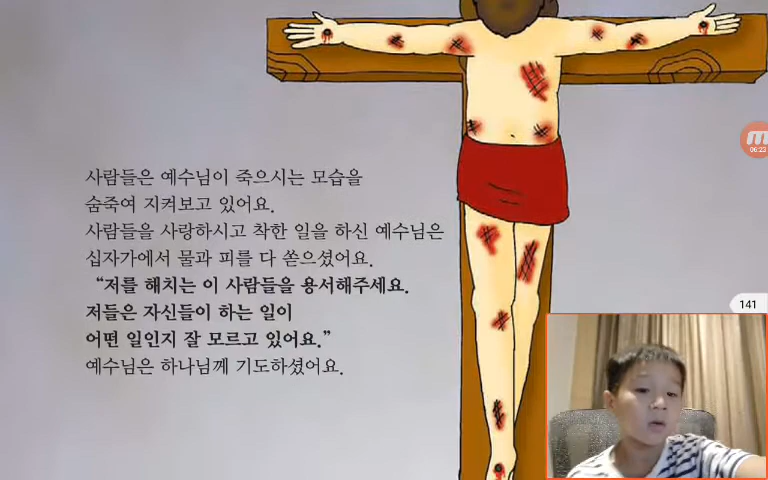 사람들은 예수님이 죽으시는 모습을
숨죽여 지켜보고 있어요.
사람들을 사랑하시고 착한 일을 하신 예수님은
십자가에서 물과 피를 다 쏟으셨어요.
“저를 해치는 이 사람들을 용서해주세요.
저들은 자신들이 하는 일이
어떤 일인지 잘 모르고 있어요.”
예수님은 하나님께 기도하셨어요.
m
06:23
141